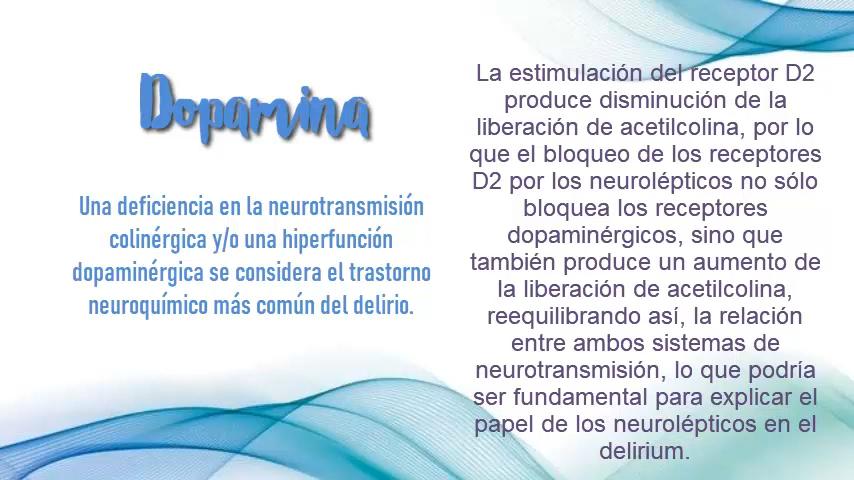 Dopamina
Una deficiencia en la neurotransmisión
colinérgica y/o una hiperfunción
dopaminérgica se considera el trastorno
neuroquímico más común del delirio.
La estimulación del receptor D2
produce disminución de la
liberación de acetilcolina, por lo
que el bloqueo de los receptores
D2 por los neurolépticos no sólo
bloquea los receptores
dopaminérgicos, sino que
también produce un aumento de
la liberación de acetilcolina,
reequilibrando así, la relación
entre ambos sistemas de
neurotransmisión, lo que podría
ser fundamental para explicar el
papel de los neurolépticos en el
delirium.